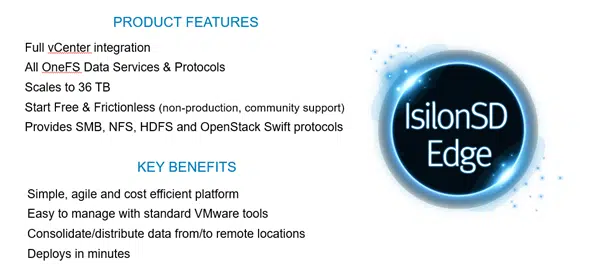 PRODUCT FEATURES
Full vCenter integration
All OneFS Data Services & Protocols
Scales to 36 TB
Start Free & Frictionless (non-production, community support)
Provides SMB, NFS, HDFS and OpenStack Swift protocols
KEY BENEFITS
Simple, agile and cost efficient platform
Easy to manage with standard VMware tools
Consolidate/distribute data from/to remote locations
Deploys in minutes
IsilonSD
Edge